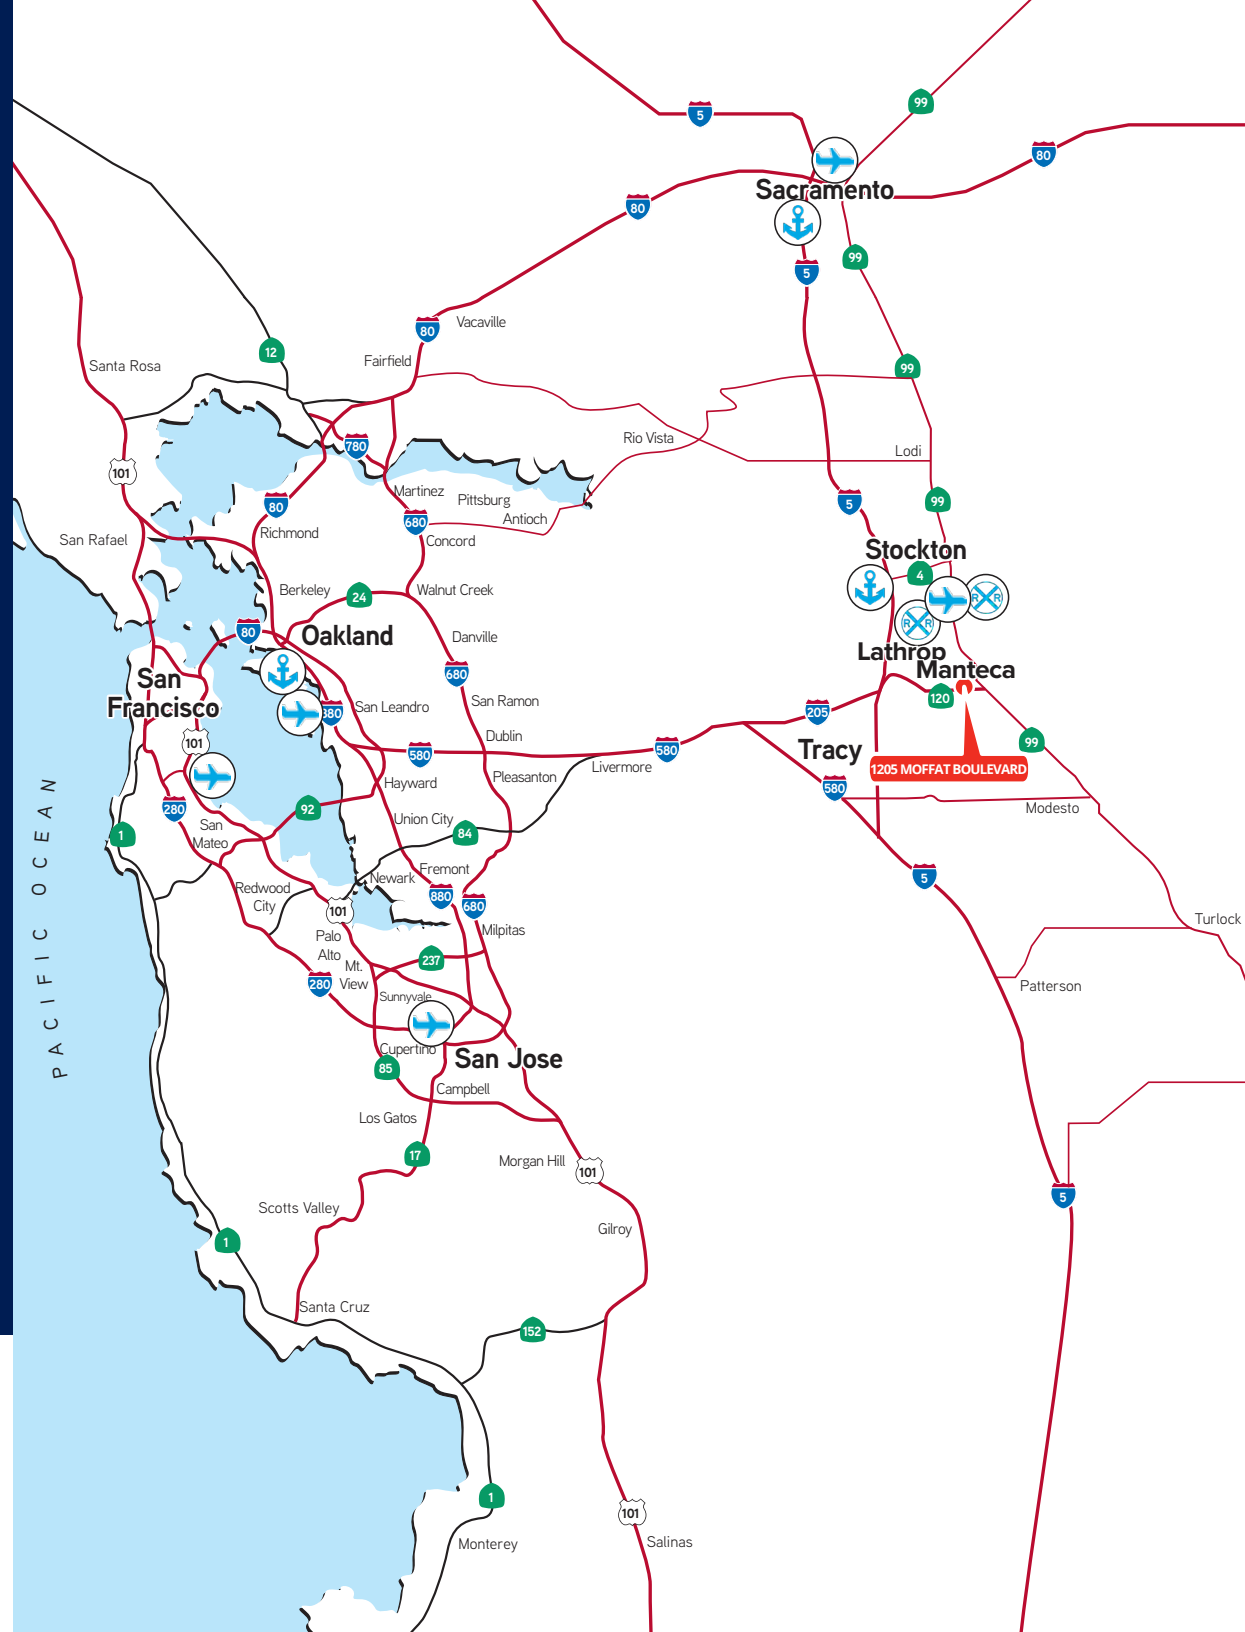 99
5
80
Sacramento
80
99
5
Vacaville
80
12
Fairfield
Santa Rosa
99
Rio Vista
780
Lodi
101
Martinez
Pittsburg
80
5
99
Antioch
680
Richmond
San Rafael
Concord
Stockton
4
Berkeley
24
Walnut Creek
R R
R R
80
Oakland
Danville
Lathrop
Manteca
680
San
Francisco
San Ramon
120
880
San Leandro
205
Dublin
101
99
580
580
Tracy
Livermore
1205 MOFFAT BOULEVARD
Pleasanton
Hayward
580
280
92
Modesto
Union City
San
Mateo
1
84
PACIFIC OCEAN
Fremont
Newark
5
Redwood
City
880
680
101
Turlock
Milpitas
Palo
Alto
237
Mt.
View
280
Patterson
Sunnyvale
Cupertino
San Jose
85
Campbell
Los Gatos
17
Morgan Hill
101
5
Scotts Valley
Gilroy
1
Santa Cruz
152
1
101
Monterey
Salinas